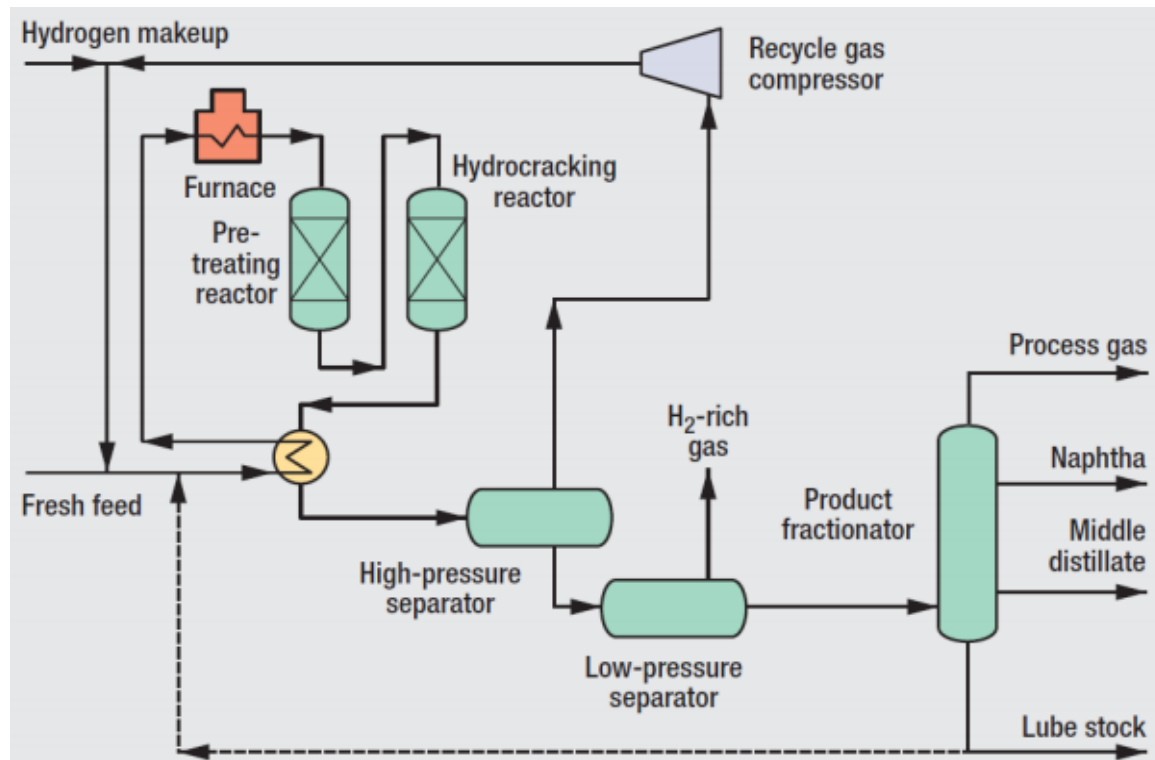 Hydrogen makeup
Recycle gas
compressor
Furnace
Hydrocracking
reactor
Pre-
treating
reactor
Process gas
H₂-rich
gas
Naphtha
Fresh feed
Product
fractionator
Middle
distillate
High-pressure
separator
Low-pressure
separator
Lube stock